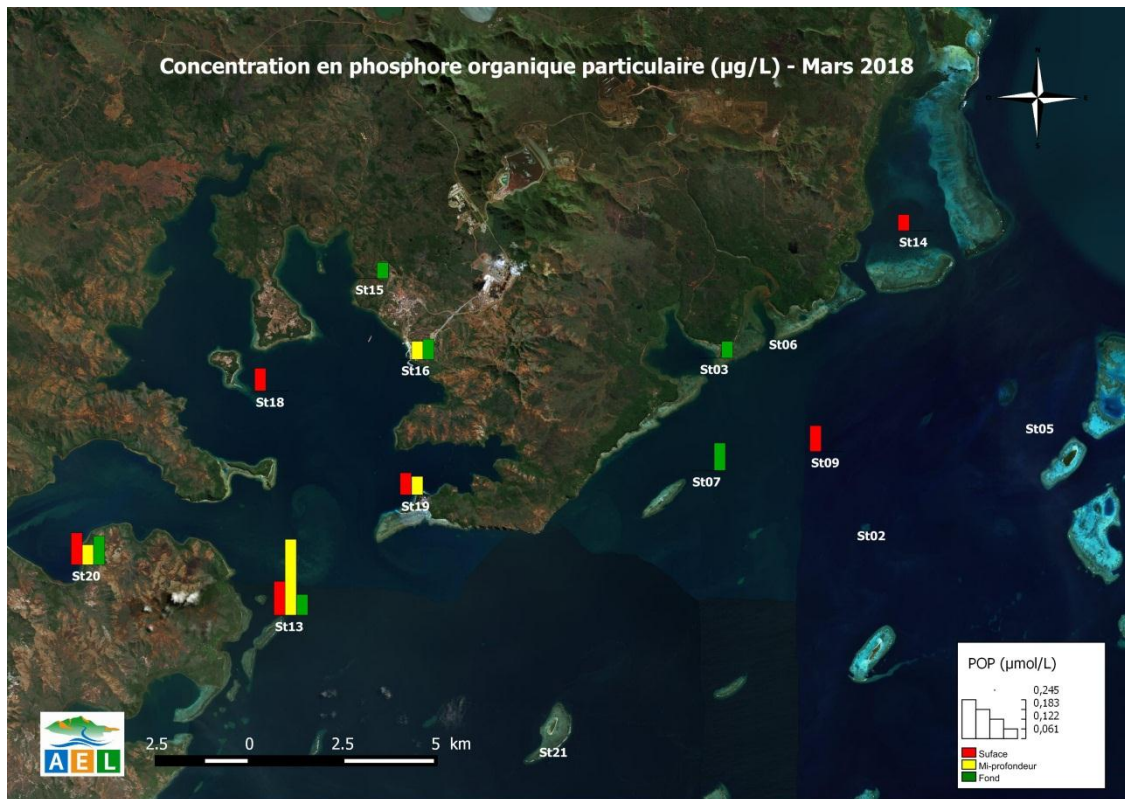 Concentration en phosphore organique particulaire (µg/L) - Mars 2018
N
O
E
S
St14
St15
St06
St16
St03
St18
St05
St09
St07
St19
St02
St20
St13
St21
POP (µmol/L)
0,245
0,183
0,122
0,061
Suface
Mi-profondeur
Fond
2.5 0 2.5 5 km
AEL